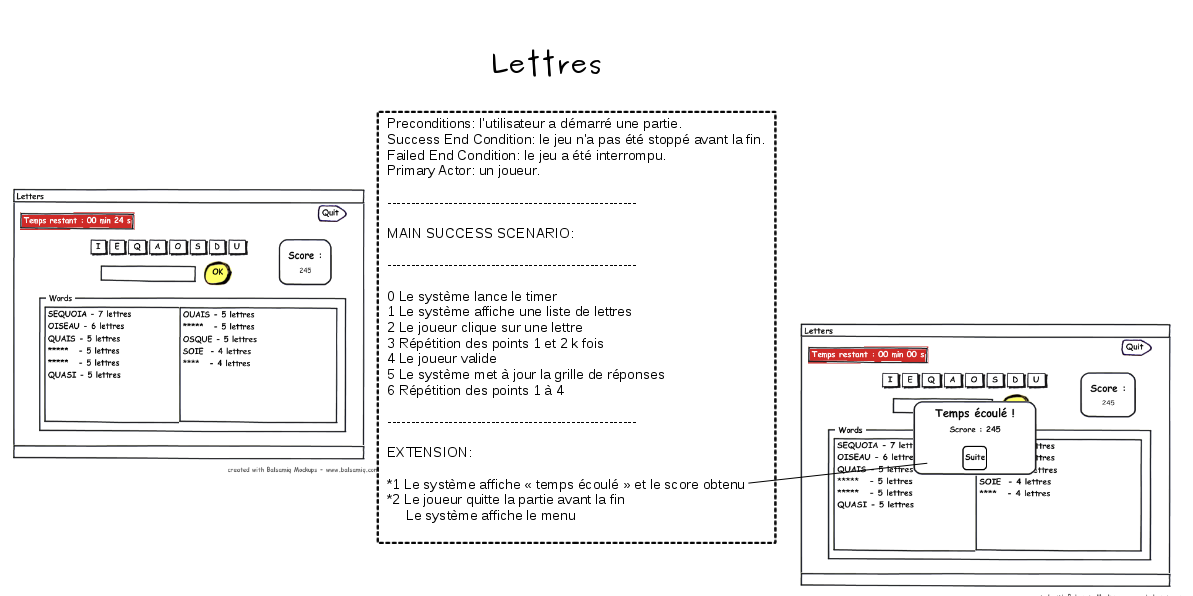 Lettres
Letters
Quit
Temps restant : 00 min 24 s
I E Q A O S D U
OK
Score :
245
Words
SEQUOIA - 7 lettres
OISEAU - 6 lettres
QUAIS - 5 lettres
***** - 5 lettres
***** - 5 lettres
QUASI - 5 lettres
OUAIS - 5 lettres
***** - 5 lettres
OSQUE - 5 lettres
SOIE - 4 lettres
**** - 4 lettres
created with Balsamiq Mockups - www.balsamiq.com
Preconditions: l'utilisateur a démarré une partie.
Success End Condition: le jeu n'a pas été stoppé avant la fin.
Failed End Condition: le jeu a été interrompu.
Primary Actor: un joueur.
----------------------------------------------------
MAIN SUCCESS SCENARIO:
----------------------------------------------------
0 Le système lance le timer
1 Le système affiche une liste de lettres
2 Le joueur clique sur une lettre
3 Répétition des points 1 et 2 k fois
4 Le joueur valide
5 Le système met à jour la grille de réponses
6 Répétition des points 1 à 4
----------------------------------------------------
EXTENSION:
*1 Le système affiche « temps écoulé » et le score obtenu
*2 Le joueur quitte la partie avant la fin
Le système affiche le menu
Letters
Quit
Temps restant : 00 min 00 s
I E Q A O S D U
Score :
245
Temps écoulé !
Scrore : 245
Suite
Words
SEQUOIA - 7 lett
OISEAU - 6 lettre
QUAIS - 5 lettres
***** - 5 lettres
***** - 5 lettres
QUASI - 5 lettres
ttres
lettres
lettres
SOIE - 4 lettres
**** - 4 lettres